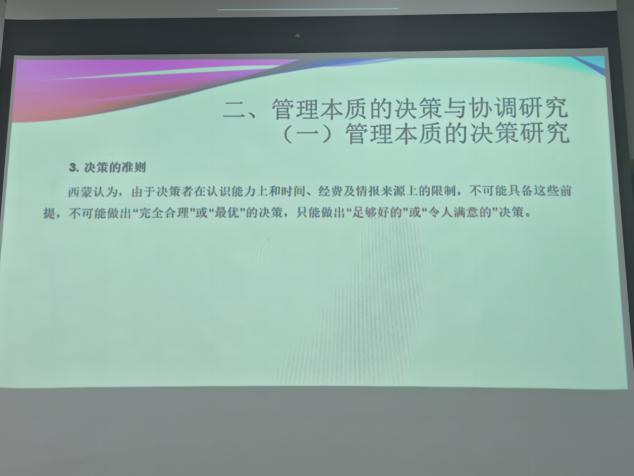 二、管理本质的决策与协调研究
（一）管理本质的决策研究
3. 决策的准则
西蒙认为，由于决策者在认识能力上和时间、经费及情报来源上的限制，不可能具备这些前
提，不可能做出“完全合理”或“最优”的决策，只能做出“足够好的”或“令人满意的”决策。